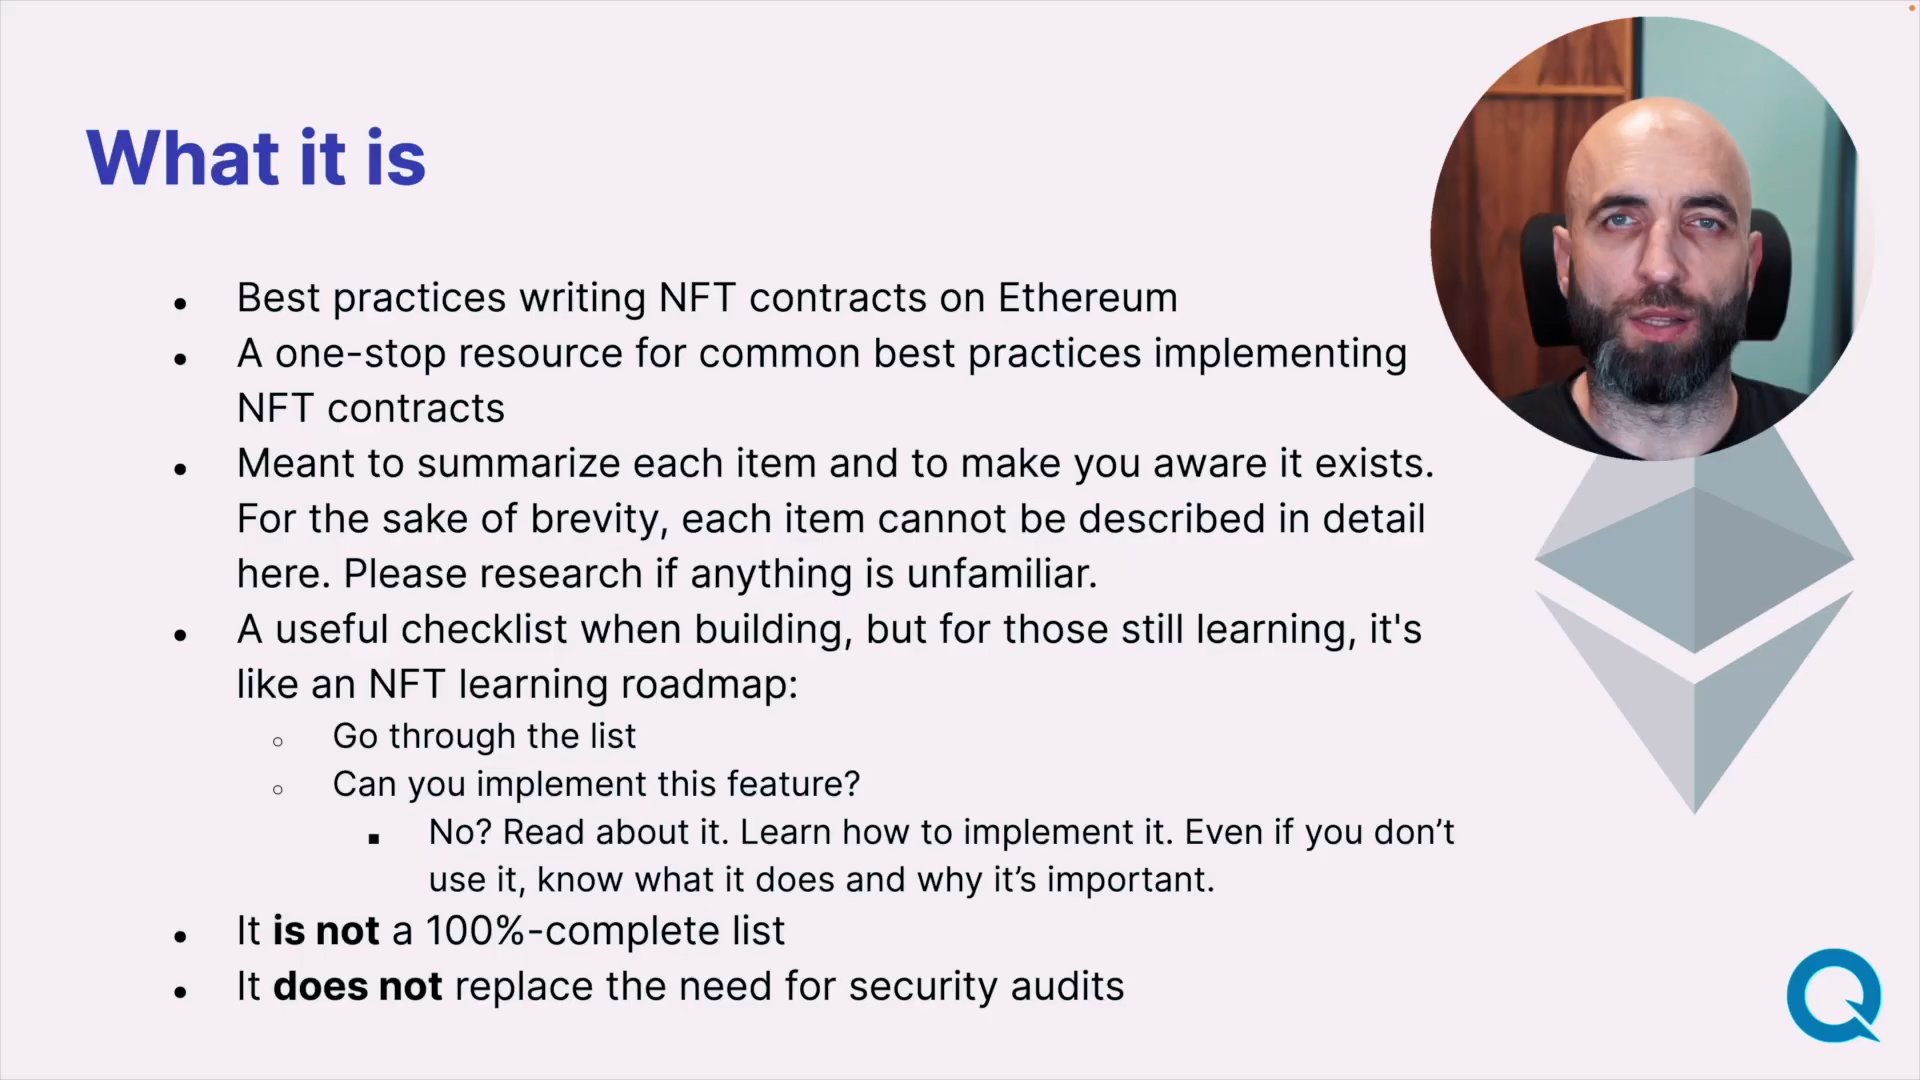 What it is
• Best practices writing NFT contracts on Ethereum
• A one-stop resource for common best practices implementing
NFT contracts
• Meant to summarize each item and to make you aware it exists.
For the sake of brevity, each item cannot be described in detail
here. Please research if anything is unfamiliar.
• A useful checklist when building, but for those still learning, it's
like an NFT learning roadmap:
○ Go through the list
○ Can you implement this feature?
■ No? Read about it. Learn how to implement it. Even if you don’t
use it, know what it does and why it’s important.
• It is not a 100%-complete list
• It does not replace the need for security audits